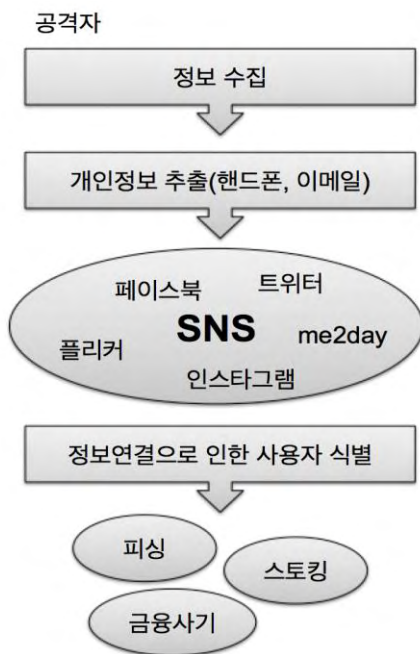 공격자
정보 수집
개인정보 추출(핸드폰, 이메일)
페이스북
트위터
SNS
me2day
플리커
인스타그램
정보연결으로 인한 사용자 식별
피싱
스토킹
금융사기